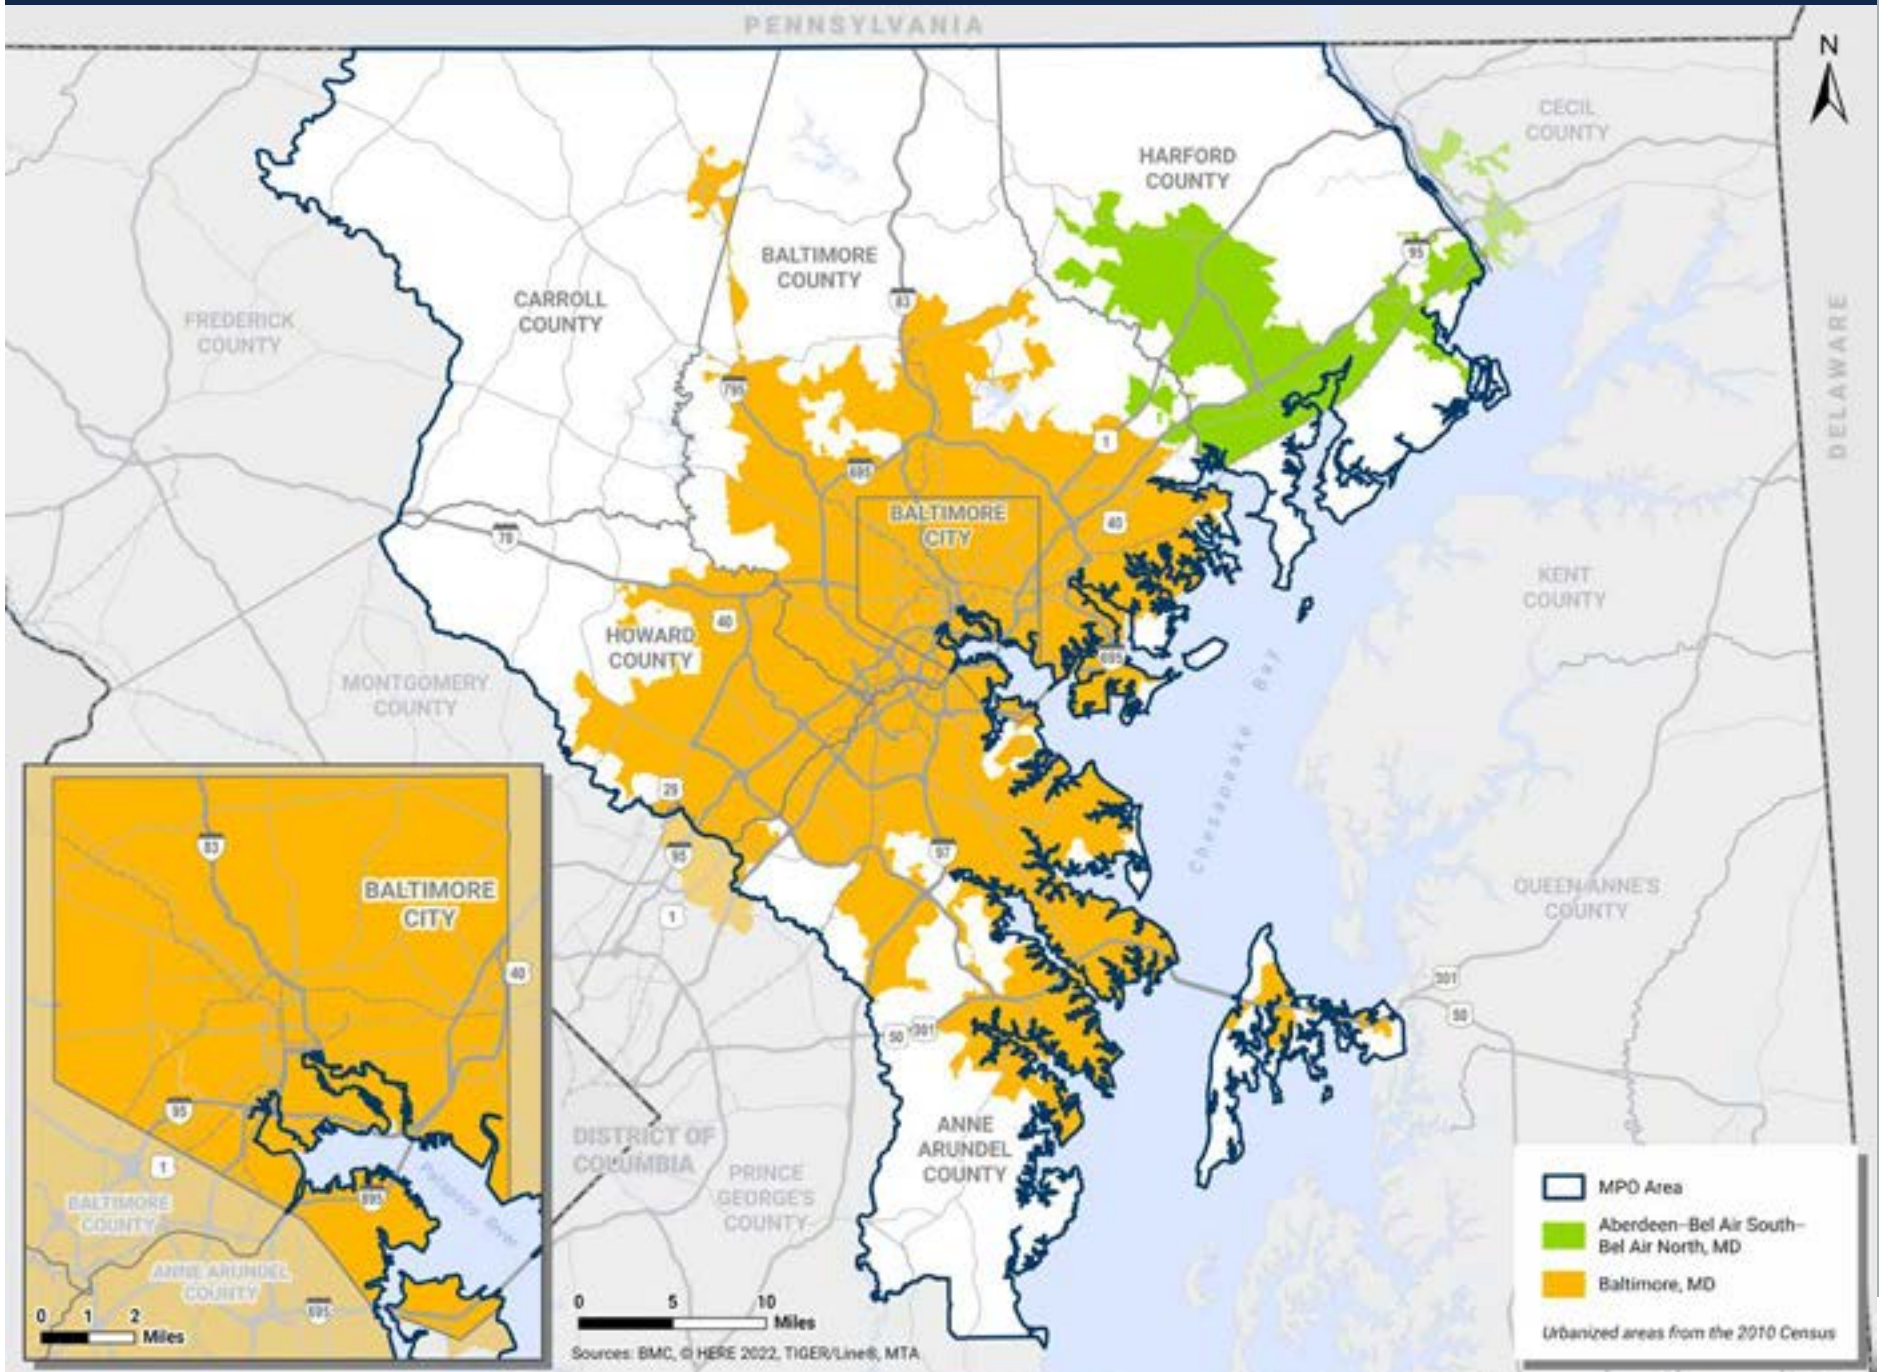 PENNSYLVANIA
N
CECIL
COUNTY
HARFORD
COUNTY
95
BALTIMORE
COUNTY
83
CARROLL
COUNTY
FREDERICK
COUNTY
DELAWARE
795
1
695
BALTIMORE
CITY
40
70
KENT
COUNTY
40
HOWARD
COUNTY
695
MONTGOMERY
COUNTY
Chesapeake Bay
29
97
95
1
QUEEN ANNE'S
COUNTY
301
50
50
301
DISTRICT OF
COLUMBIA
PRINCE
GEORGE'S
COUNTY
ANNE
ARUNDEL
COUNTY
83
BALTIMORE
CITY
40
95
1
BALTIMORE
COUNTY
895
Patapsco River
ANNE ARUNDEL
COUNTY
695
0 1 2
Miles
0 5 10
Miles
Sources: BMC, © HERE 2022, TIGER/Line®, MTA
MPO Area
Aberdeen–Bel Air South–
Bel Air North, MD
Baltimore, MD
Urbanized areas from the 2010 Census